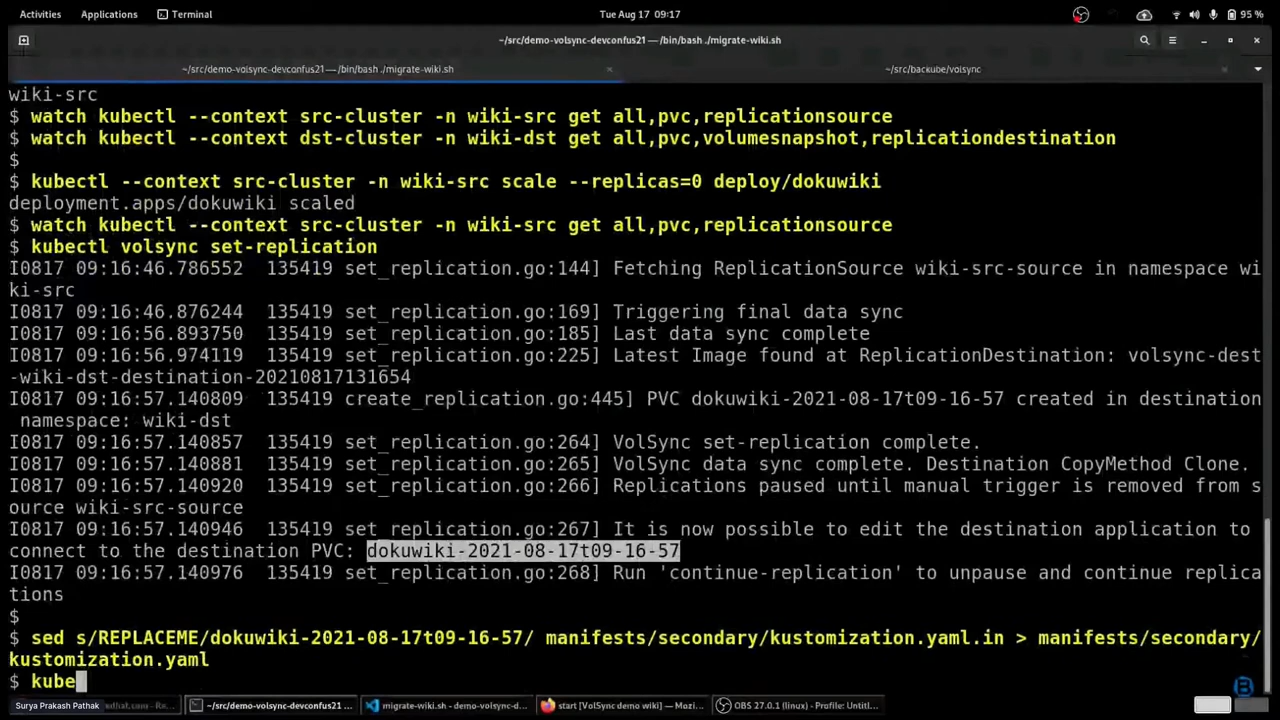 Activities Applications Terminal Tue Aug 17 09:17 95 %
~/src/demo-volsync-devconfus21 — /bin/bash ./migrate-wiki.sh
~/src/demo-volsync-devconfus21 — /bin/bash ./migrate-wiki.sh ~/src/backube/volsync
wiki-src
$ watch kubectl --context src-cluster -n wiki-src get all,pvc,replicationsource
$ watch kubectl --context dst-cluster -n wiki-dst get all,pvc,volumesnapshot,replicationdestination
$
$ kubectl --context src-cluster -n wiki-src scale --replicas=0 deploy/dokuwiki
deployment.apps/dokuwiki scaled
$ watch kubectl --context src-cluster -n wiki-src get all,pvc,replicationsource
$ kubectl volsync set-replication
I0817 09:16:46.786552  135419 set_replication.go:144] Fetching ReplicationSource wiki-src-source in namespace wi
ki-src
I0817 09:16:46.876244  135419 set_replication.go:169] Triggering final data sync
I0817 09:16:56.893750  135419 set_replication.go:185] Last data sync complete
I0817 09:16:56.974119  135419 set_replication.go:225] Latest Image found at ReplicationDestination: volsync-dest
-wiki-dst-destination-20210817131654
I0817 09:16:57.140809  135419 create_replication.go:445] PVC dokuwiki-2021-08-17t09-16-57 created in destination
 namespace: wiki-dst
I0817 09:16:57.140857  135419 set_replication.go:264] VolSync set-replication complete.
I0817 09:16:57.140881  135419 set_replication.go:265] VolSync data sync complete. Destination CopyMethod Clone.
I0817 09:16:57.140920  135419 set_replication.go:266] Replications paused until manual trigger is removed from s
ource wiki-src-source
I0817 09:16:57.140946  135419 set_replication.go:267] It is now possible to edit the destination application to
connect to the destination PVC: dokuwiki-2021-08-17t09-16-57
I0817 09:16:57.140976  135419 set_replication.go:268] Run 'continue-replication' to unpause and continue replica
tions
$
$ sed s/REPLACEME/dokuwiki-2021-08-17t09-16-57/ manifests/secondary/kustomization.yaml.in > manifests/secondary/
kustomization.yaml
$ kube
Surya Prakash Pathak ~/src/demo-volsync-devconfus21 ... migrate-wiki.sh - demo-volsync-devconf... start [VolSync demo wiki] — Mozi... OBS 27.0.1 (linux) - Profile: Untitl...